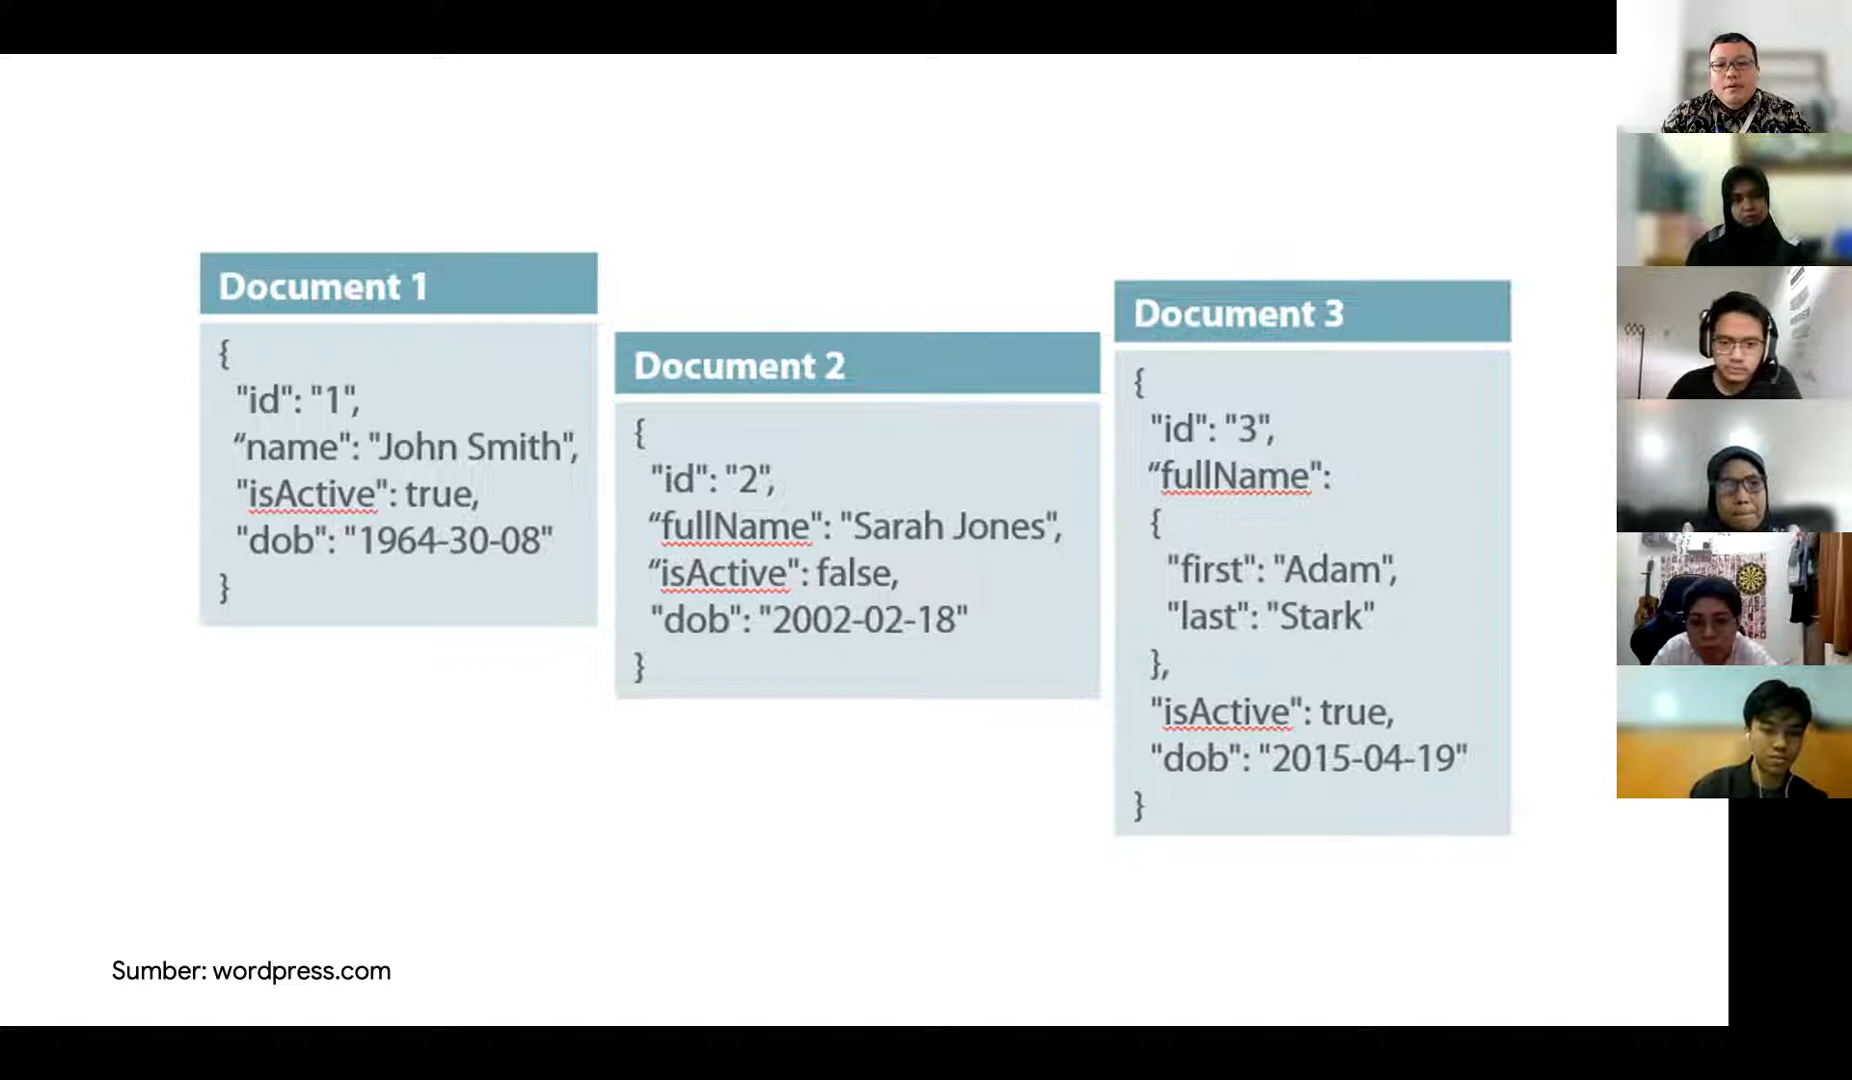 Document 1
{
"id": "1",
“name": "John Smith",
"isActive": true,
"dob": "1964-30-08"
}
Document 2
{
"id": "2",
“fullName": "Sarah Jones",
“isActive": false,
"dob": "2002-02-18"
}
Document 3
{
"id": "3",
“fullName":
{
"first": "Adam",
"last": "Stark"
},
"isActive": true,
"dob": "2015-04-19"
}
Sumber: wordpress.com